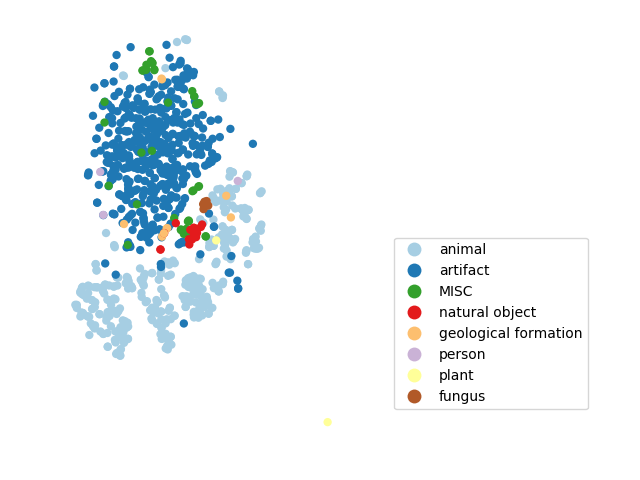 animal
artifact
MISC
natural object
geological formation
person
plant
fungus